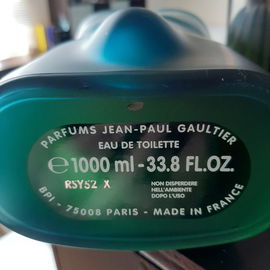 PARFUMS JEAN-PAUL GAULTIER
EAU DE TOILETTE
℮ 1000 ml - 33.8 FL.OZ.
RSYS2 X
NON DISPERDERE
NELL'AMBIENTE
DOPO L'USO
BPI - 75008 PARIS - MADE IN FRANCE